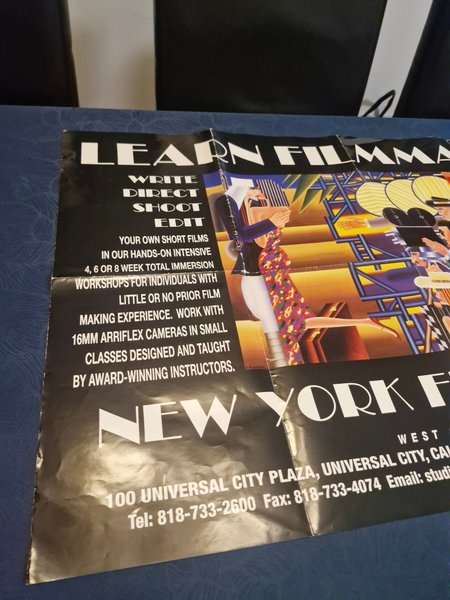 LEARN FILMMA
WRITE
DIRECT
SHOOT
EDIT
YOUR OWN SHORT FILMS
IN OUR HANDS-ON INTENSIVE
4, 6 OR 8 WEEK TOTAL IMMERSION
WORKSHOPS FOR INDIVIDUALS WITH
LITTLE OR NO PRIOR FILM
MAKING EXPERIENCE. WORK WITH
16MM ARRIFLEX CAMERAS IN SMALL
CLASSES DESIGNED AND TAUGHT
BY AWARD-WINNING INSTRUCTORS.
NEW YORK F
WEST
100 UNIVERSAL CITY PLAZA, UNIVERSAL CITY, CAL
Tel: 818-733-2600 Fax: 818-733-4074 Email: studi